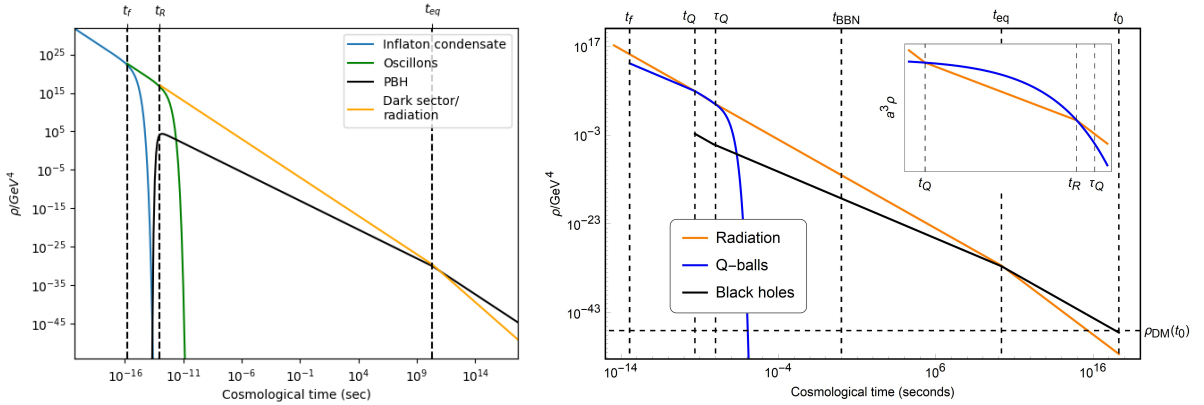 t_f t_R t_eq
ρ/GeV^4
10^25
10^15
10^5
10^-5
10^-15
10^-25
10^-35
10^-45
Inflaton condensate
Oscillons
PBH
Dark sector/
radiation
10^-16 10^-11 10^-6 10^-1 10^4 10^9 10^14
Cosmological time (sec)
t_f t_Q τ_Q t_BBN t_eq t_0
ρ/GeV^4
10^17
10^-3
10^-23
10^-43
a^3 ρ
t_Q t_R τ_Q
Radiation
Q-balls
Black holes
ρ_DM(t_0)
10^-14 10^-4 10^6 10^16
Cosmological time (seconds)